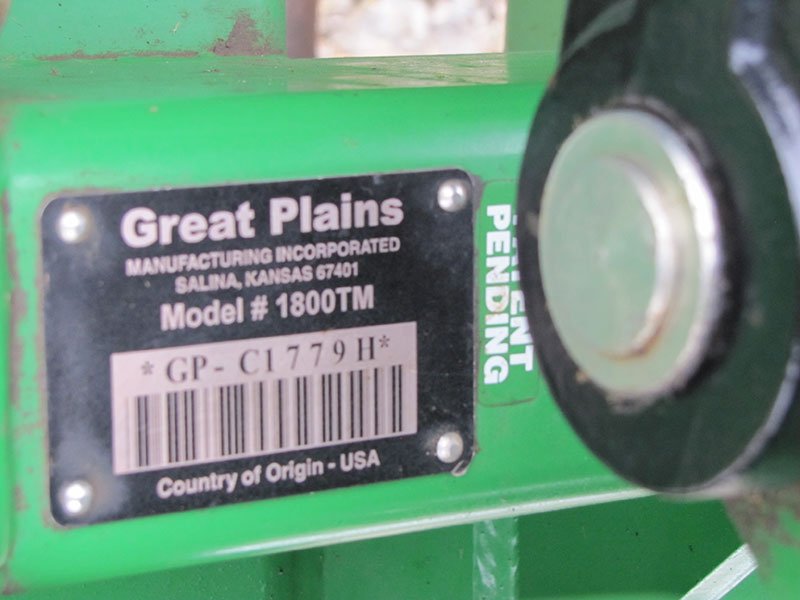 Great Plains
MANUFACTURING INCORPORATED
SALINA, KANSAS 67401
Model # 1800TM
*GP-C1779H*
Country of Origin - USA
PENDING